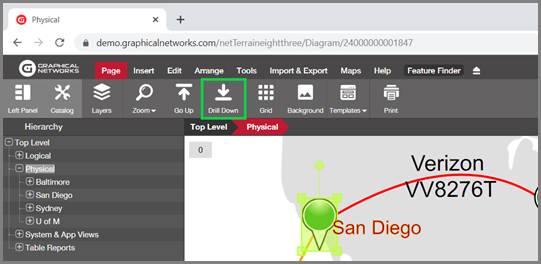 Physical
demo.graphicalnetworks.com/netTerraineightthree/Diagram/24000000001847
GRAPHICAL NETWORKS
Page Insert Edit Arrange Tools Import & Export Maps Help Feature Finder
Left Panel Catalog Layers Zoom Go Up Drill Down Grid Background Templates Print
Hierarchy
Top Level Physical
Top Level
Logical
Physical
Baltimore
San Diego
Sydney
U of M
System & App Views
Table Reports
0
Verizon
VV8276T
San Diego